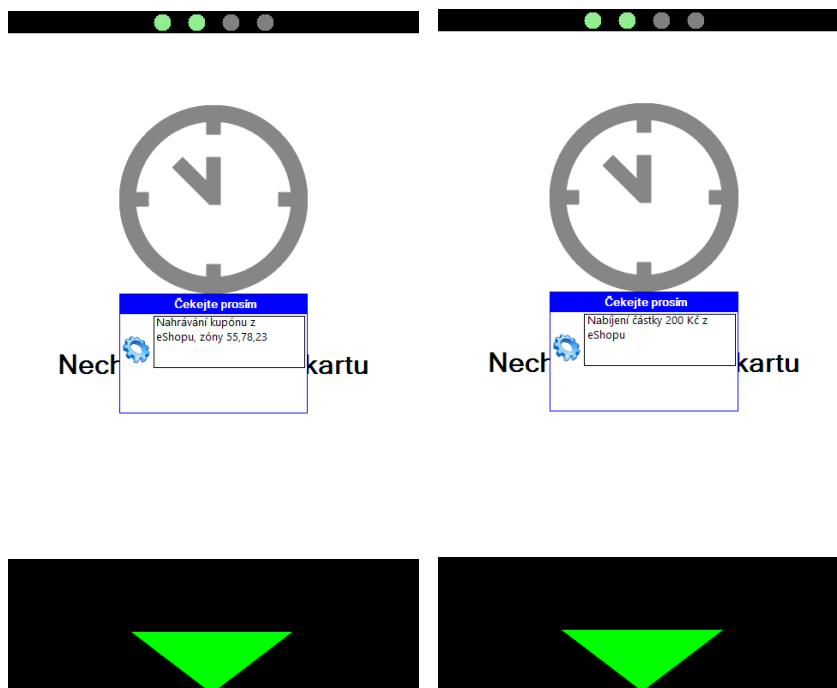 Čekejte prosím
Nahrávání kupónu z
eShopu, zóny 55,78,23
Nech kartu
Čekejte prosím
Nabíjení částky 200 Kč z
eShopu
Nech kartu